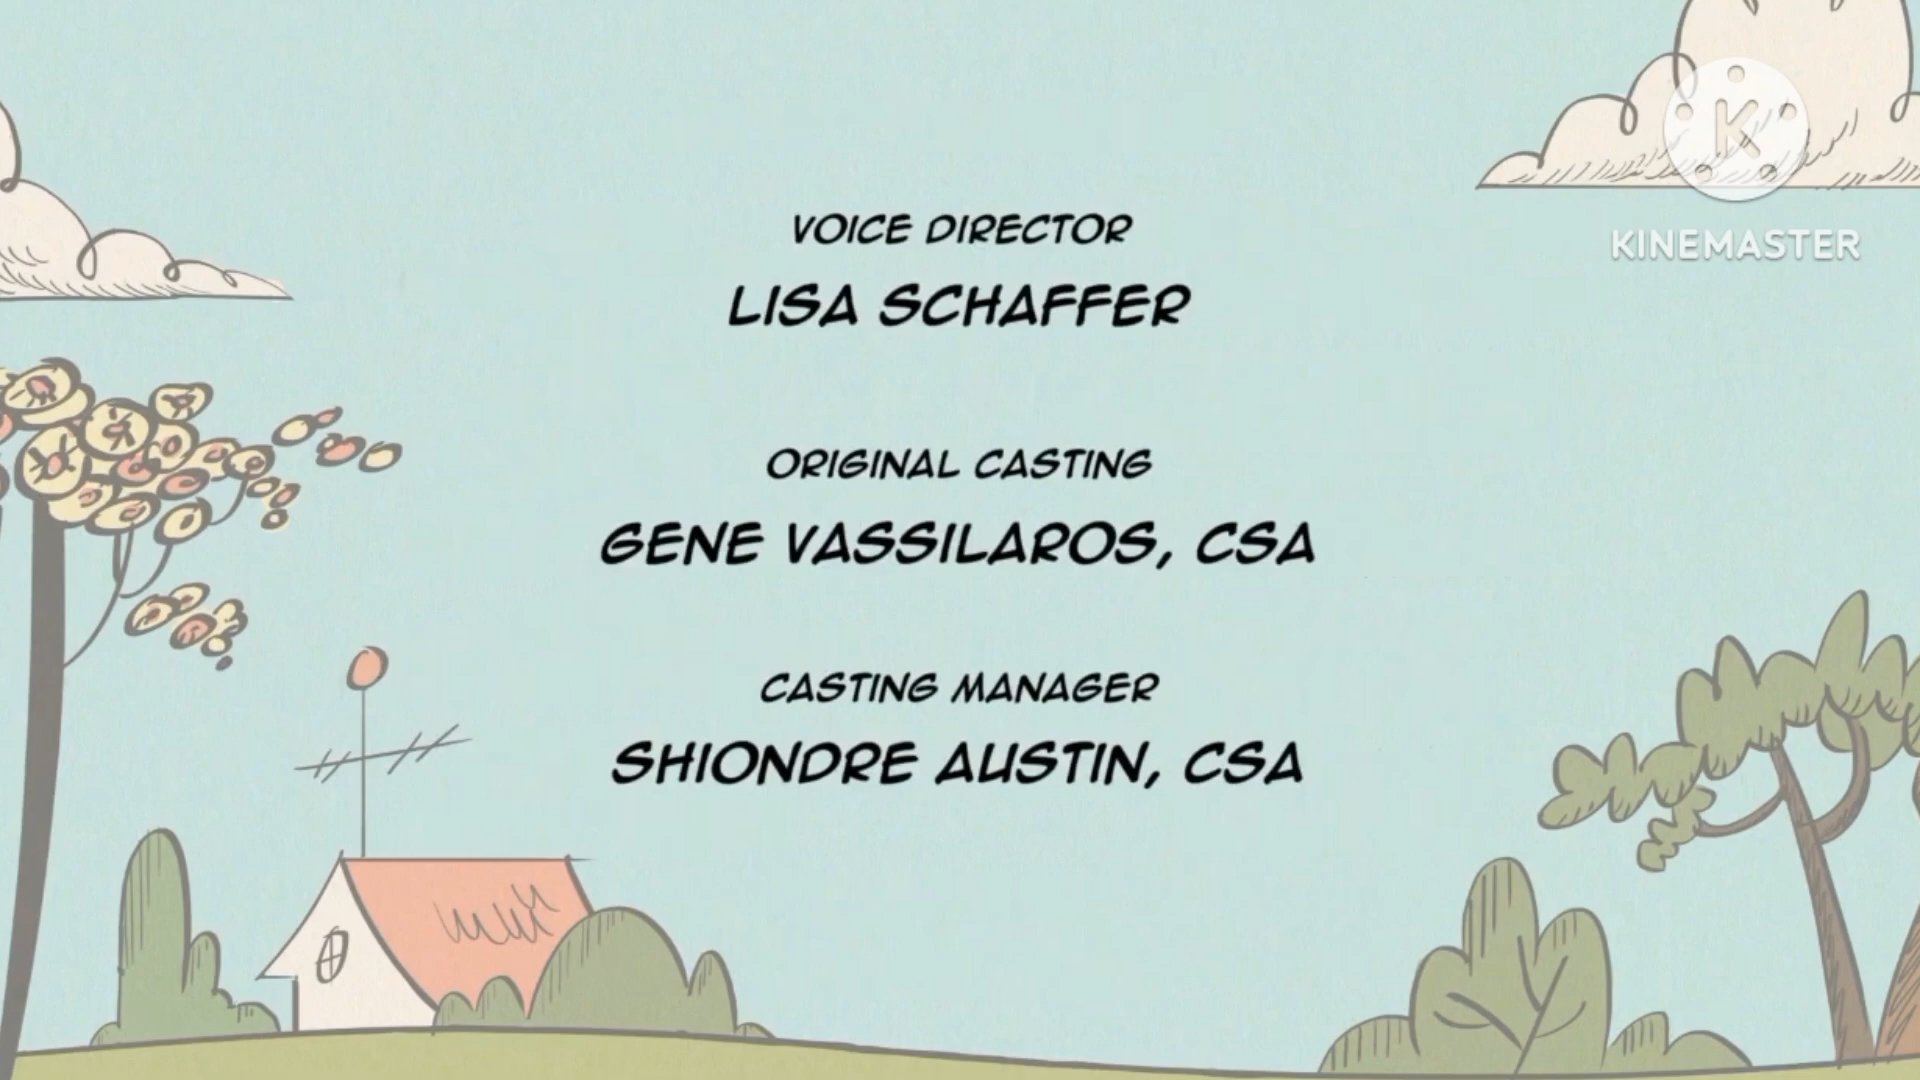 VOICE DIRECTOR
LISA SCHAFFER
ORIGINAL CASTING
GENE VASSILAROS, CSA
CASTING MANAGER
SHIONDRE AUSTIN, CSA
K
KINEMASTER